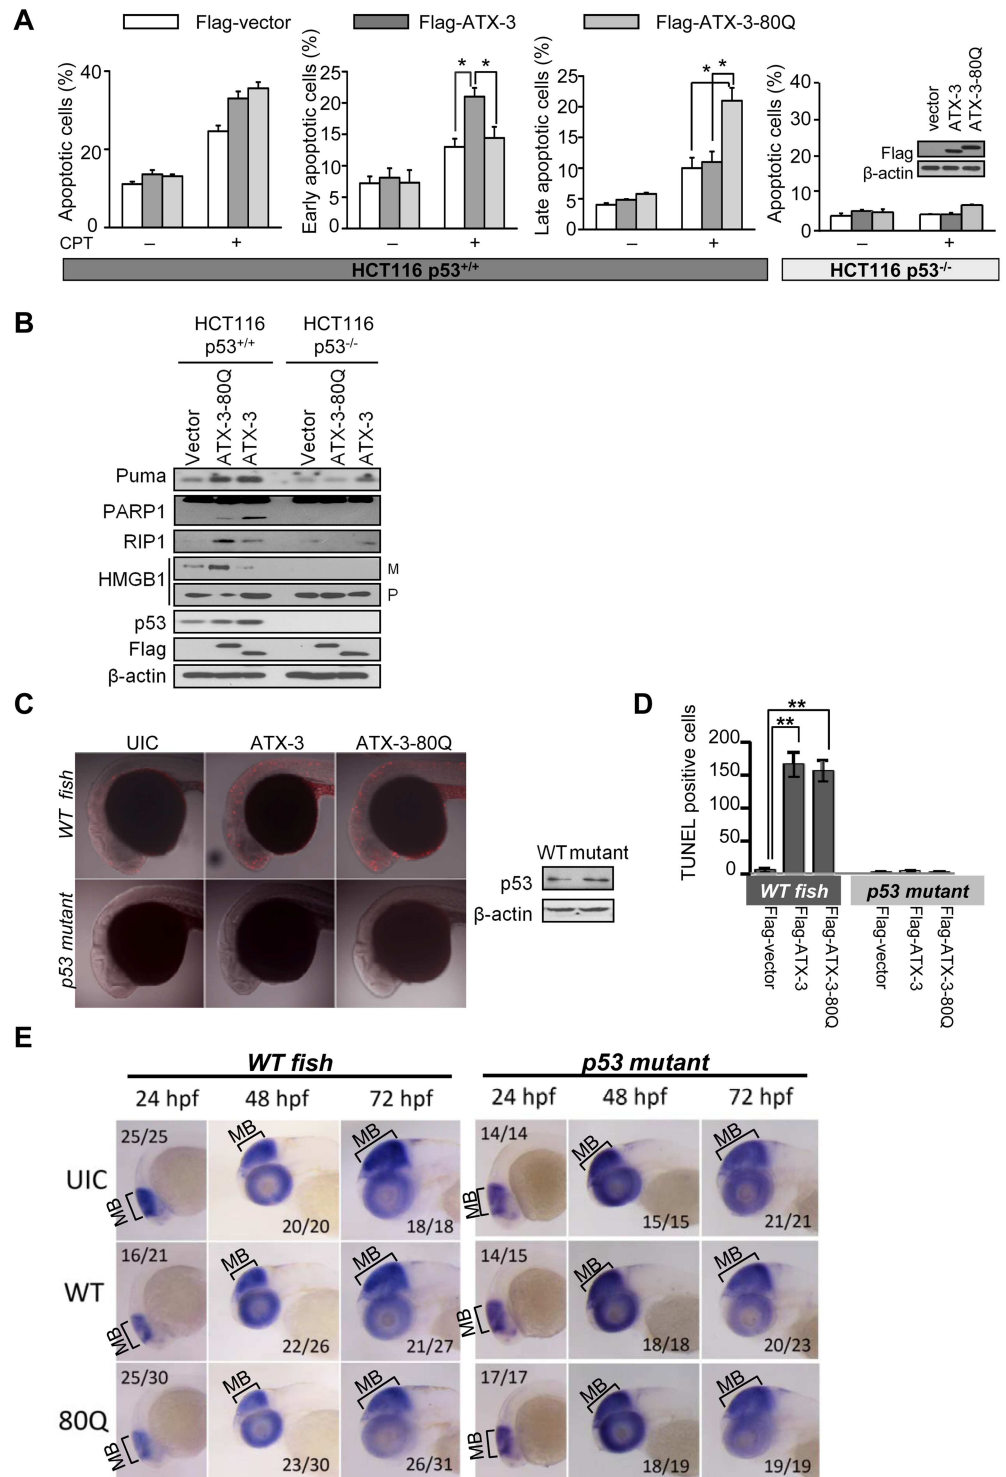 A
Flag-vector Flag-ATX-3 Flag-ATX-3-80Q
Apoptotic cells (%)
40
20
0
CPT – +
Early apoptotic cells (%)
25
20
15
10
5
0
* *
– +
Late apoptotic cells (%)
25
20
15
10
5
0
* *
– +
Apoptotic cells (%)
40
30
20
10
0
vector
ATX-3
ATX-3-80Q
Flag
β-actin
– +
HCT116 p53+/+
HCT116 p53-/-
B
HCT116 p53+/+
HCT116 p53-/-
Vector
ATX-3-80Q
ATX-3
Vector
ATX-3-80Q
ATX-3
Puma
PARP1
RIP1
HMGB1
M
P
p53
Flag
β-actin
C
UIC ATX-3 ATX-3-80Q
WT fish
p53 mutant
WT mutant
p53
β-actin
D
TUNEL positive cells
200
150
100
50
0
**
**
WT fish
p53 mutant
Flag-vector
Flag-ATX-3
Flag-ATX-3-80Q
Flag-vector
Flag-ATX-3
Flag-ATX-3-80Q
E
WT fish p53 mutant
24 hpf 48 hpf 72 hpf 24 hpf 48 hpf 72 hpf
UIC
25/25 MB
MB 20/20
MB 18/18
14/14 MB
MB 15/15
MB 21/21
WT
16/21 MB
MB 22/26
MB 21/27
14/15 MB
MB 18/18
MB 20/23
80Q
25/30 MB
MB 23/30
MB 26/31
17/17 MB
MB 18/19
MB 19/19